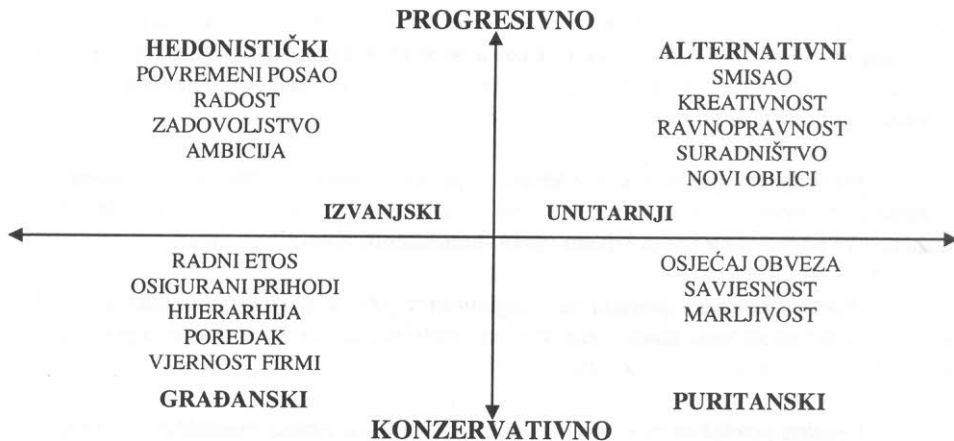 PROGRESIVNO
HEDONISTIČKI
POVREMENI POSAO
RADOST
ZADOVOLJSTVO
AMBICIJA
ALTERNATIVNI
SMISAO
KREATIVNOST
RAVNOPRAVNOST
SURADNIŠTVO
NOVI OBLICI
IZVANJSKI
UNUTARNJI
RADNI ETOS
OSIGURANI PRIHODI
HIJERARHIJA
POREDAK
VJERNOST FIRMI
GRAĐANSKI
OSJEĆAJ OBVEZA
SAVJESNOST
MARLJIVOST
PURITANSKI
KONZERVATIVNO